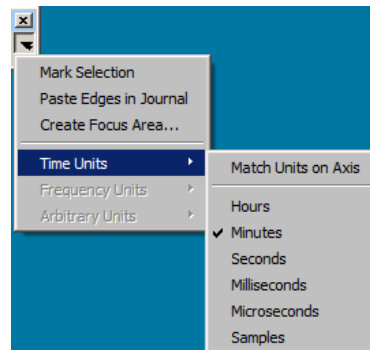 Mark Selection
Paste Edges in Journal
Create Focus Area...
Time Units
Frequency Units
Arbitrary Units
Match Units on Axis
Hours
Minutes
Seconds
Milliseconds
Microseconds
Samples